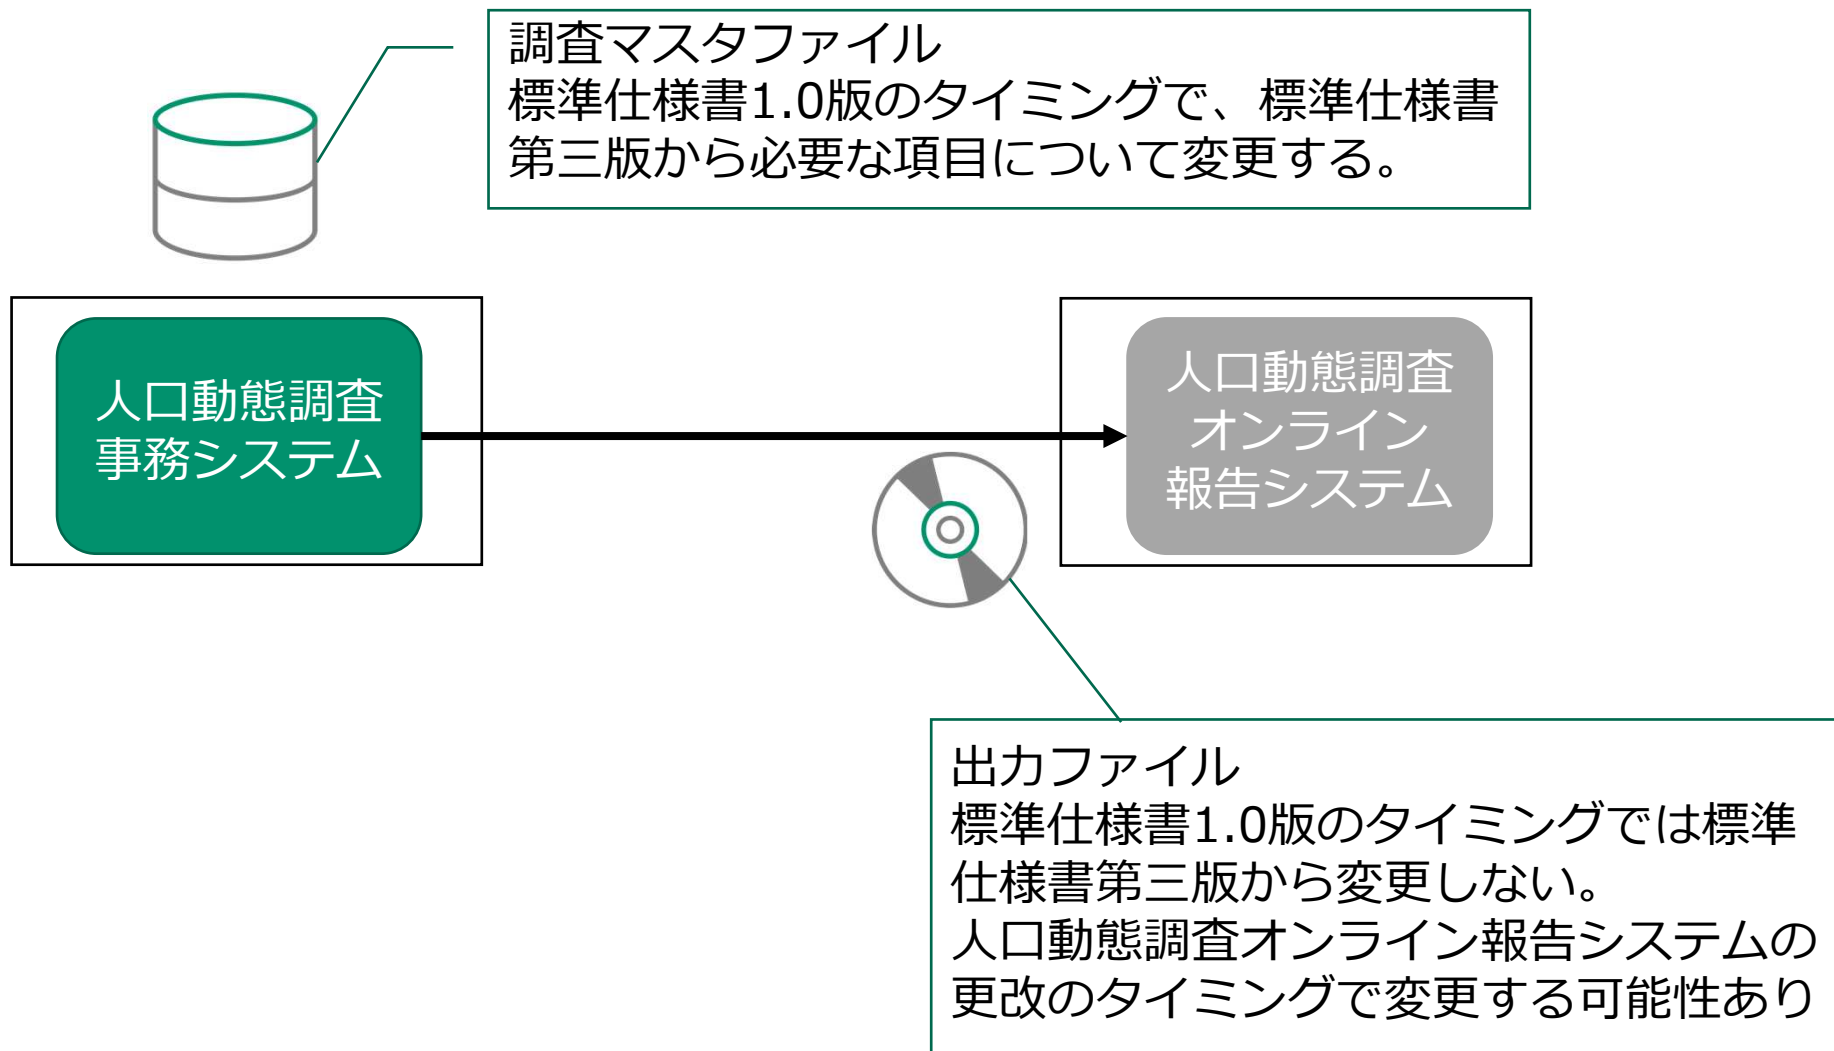 調査マスタファイル
標準仕様書1.0版のタイミングで、標準仕様書
第三版から必要な項目について変更する。
人口動態調査
事務システム
人口動態調査
オンライン
報告システム
出力ファイル
標準仕様書1.0版のタイミングでは標準
仕様書第三版から変更しない。
人口動態調査オンライン報告システムの
更改のタイミングで変更する可能性あり